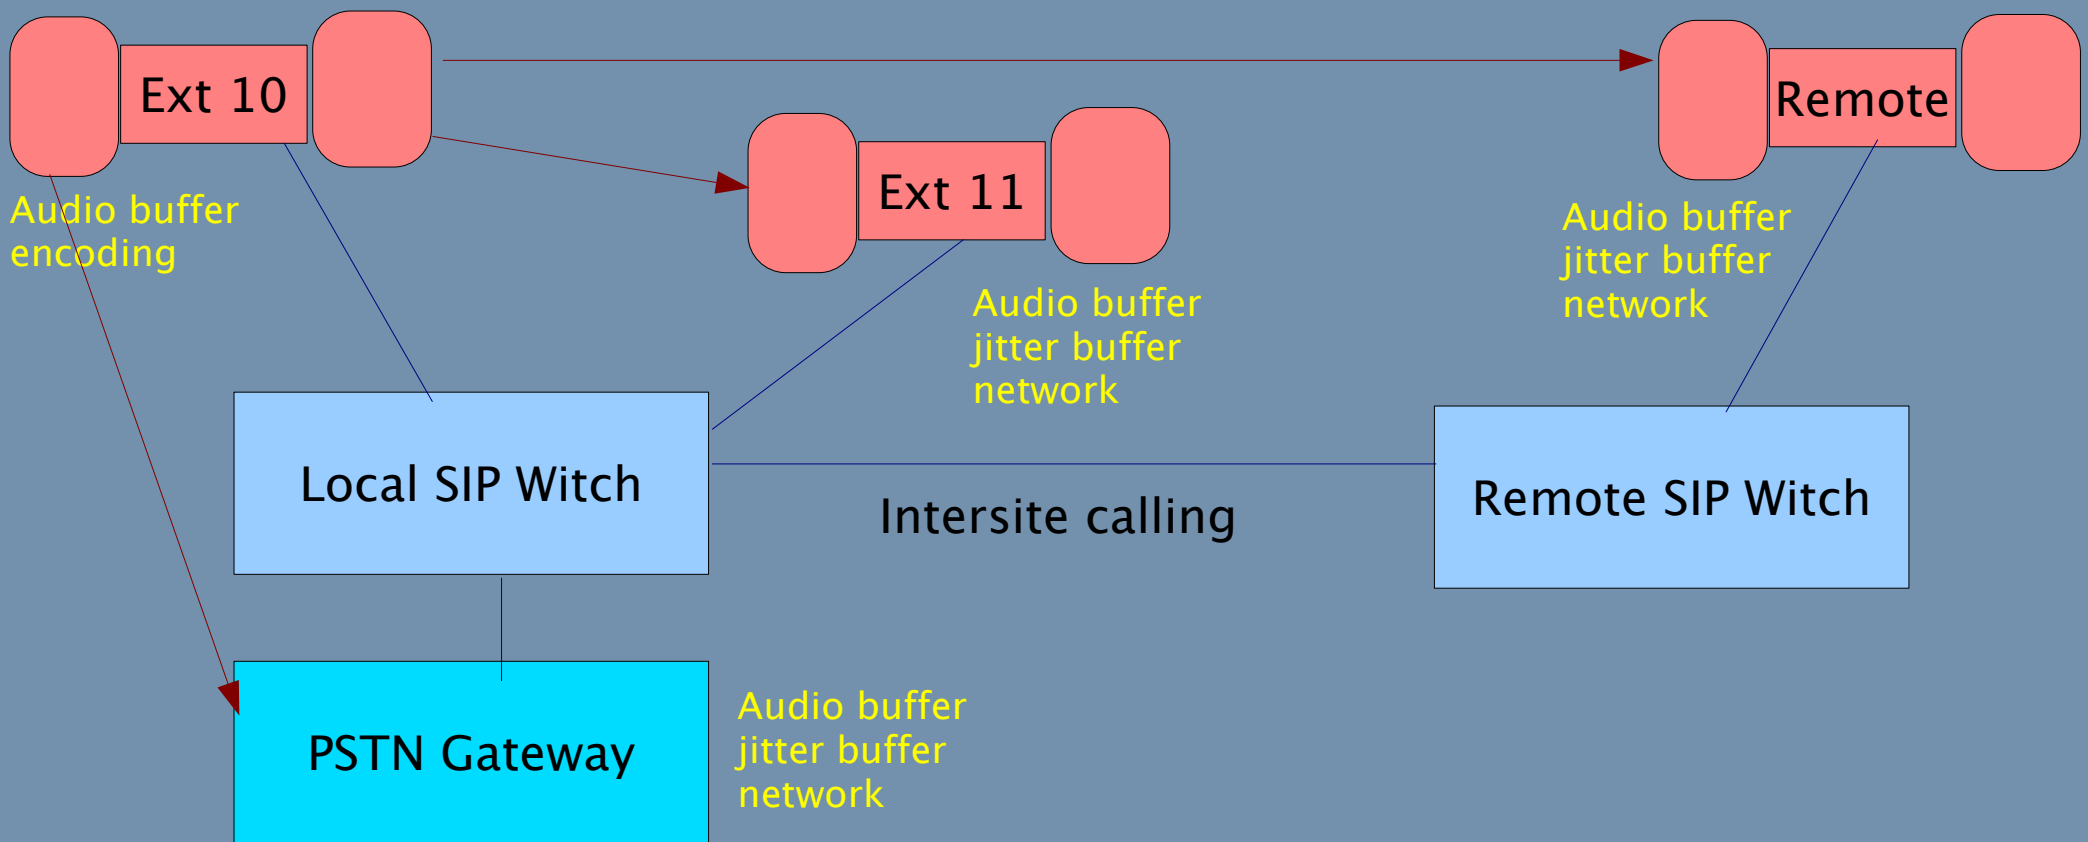 Ext 10
Remote
Ext 11
Audio buffer
encoding
Audio buffer
jitter buffer
network
Audio buffer
jitter buffer
network
Local SIP Witch
Remote SIP Witch
Intersite calling
PSTN Gateway
Audio buffer
jitter buffer
network